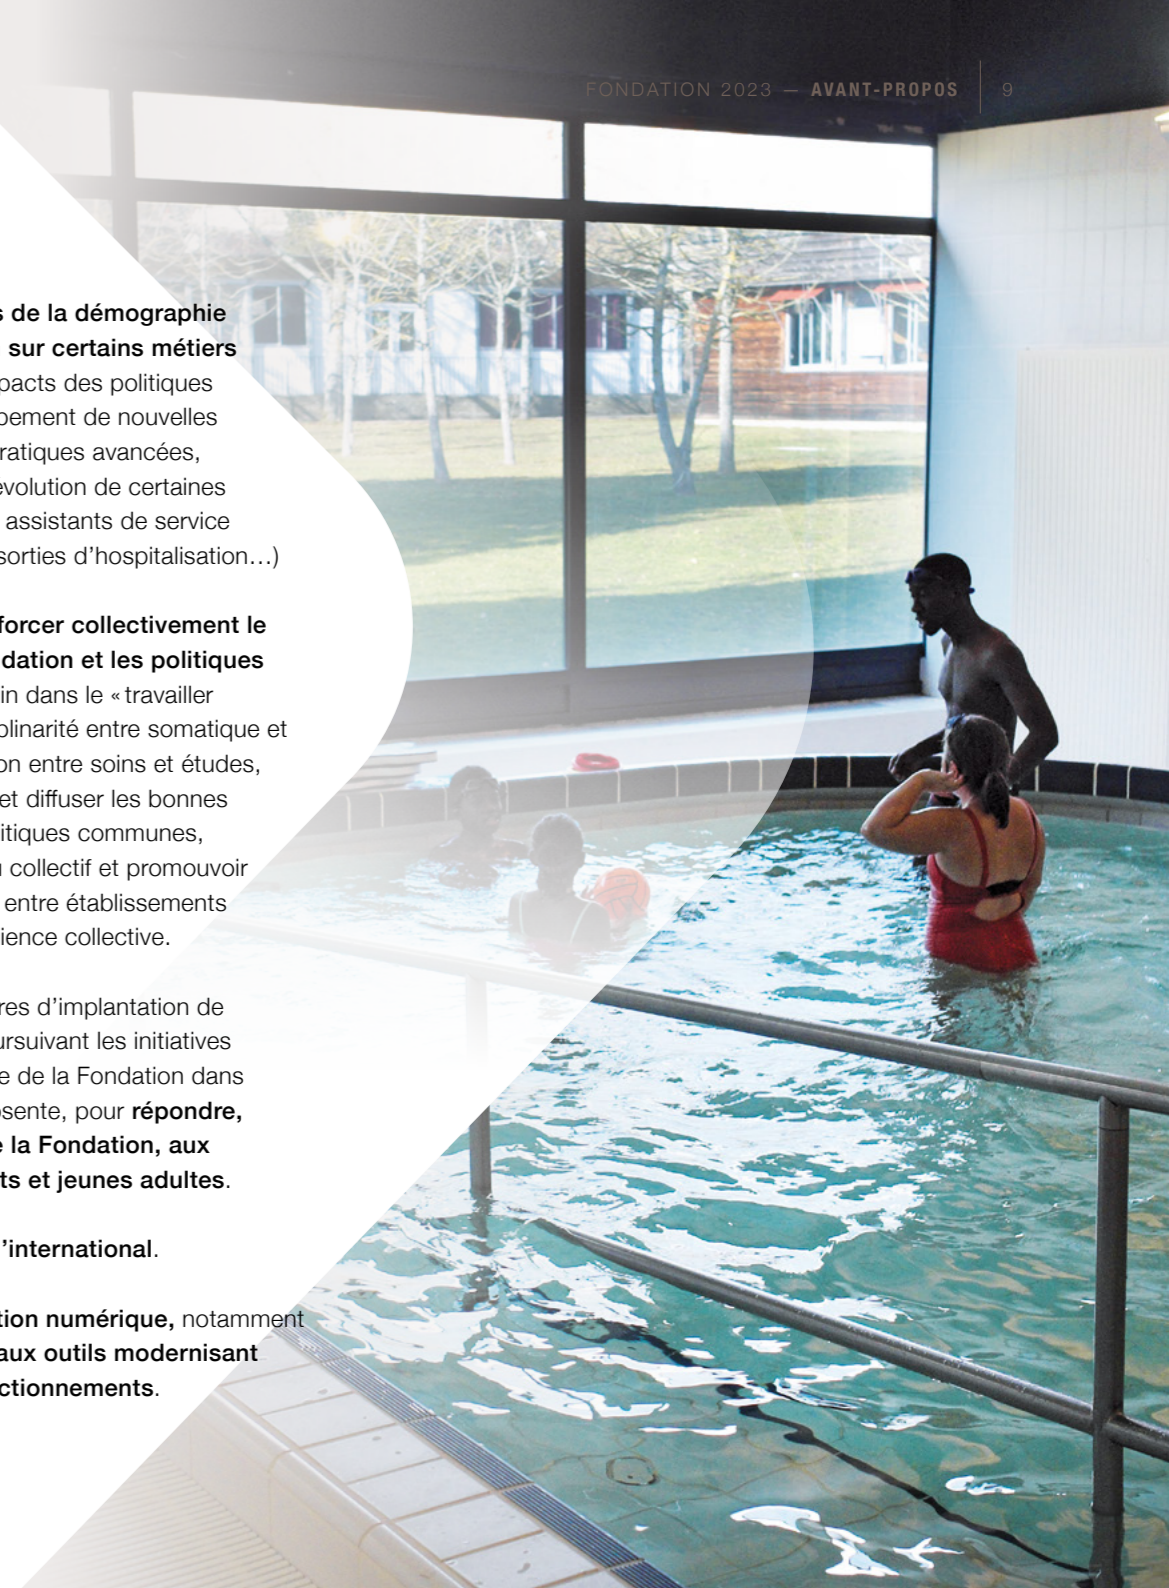 FONDATION 2023 — AVANT-PROPOS | 9
s de la démographie
sur certains métiers
pacts des politiques
pement de nouvelles
ratiques avancées,
évolution de certaines
assistants de service
sorties d’hospitalisation…)
forcer collectivement le
dation et les politiques
in dans le « travailler
plinarité entre somatique et
on entre soins et études,
et diffuser les bonnes
litiques communes,
collectif et promouvoir
entre établissements
ience collective.
res d’implantation de
ursuivant les initiatives
e de la Fondation dans
sente, pour répondre,
e la Fondation, aux
ts et jeunes adultes.
l’international.
tion numérique, notamment
aux outils modernisant
ctionnements.